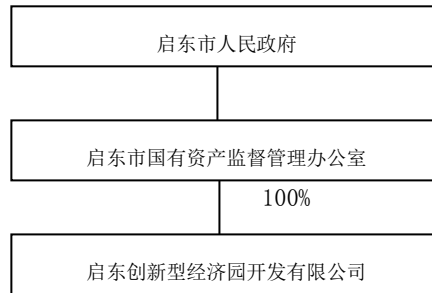 启东市人民政府
启东市国有资产监督管理办公室
100%
启东创新型经济园开发有限公司